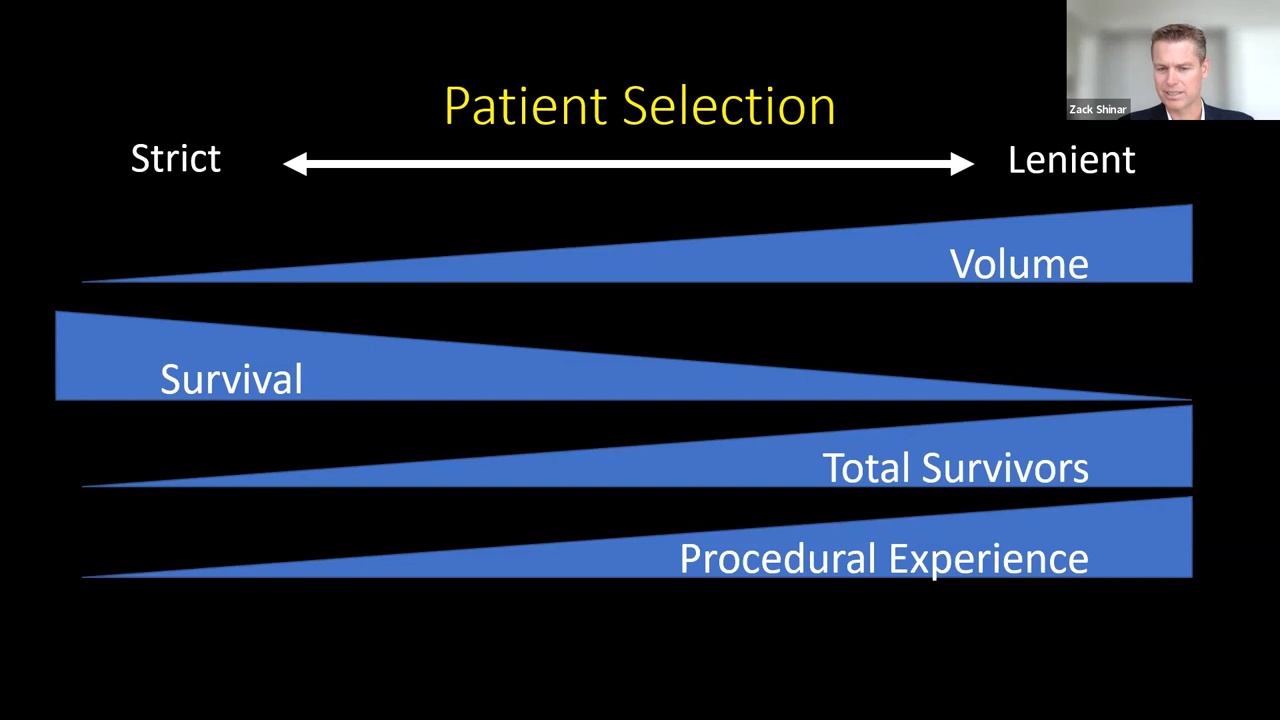 Zack Shinar
Patient Selection
Strict
Lenient
Volume
Survival
Total Survivors
Procedural Experience